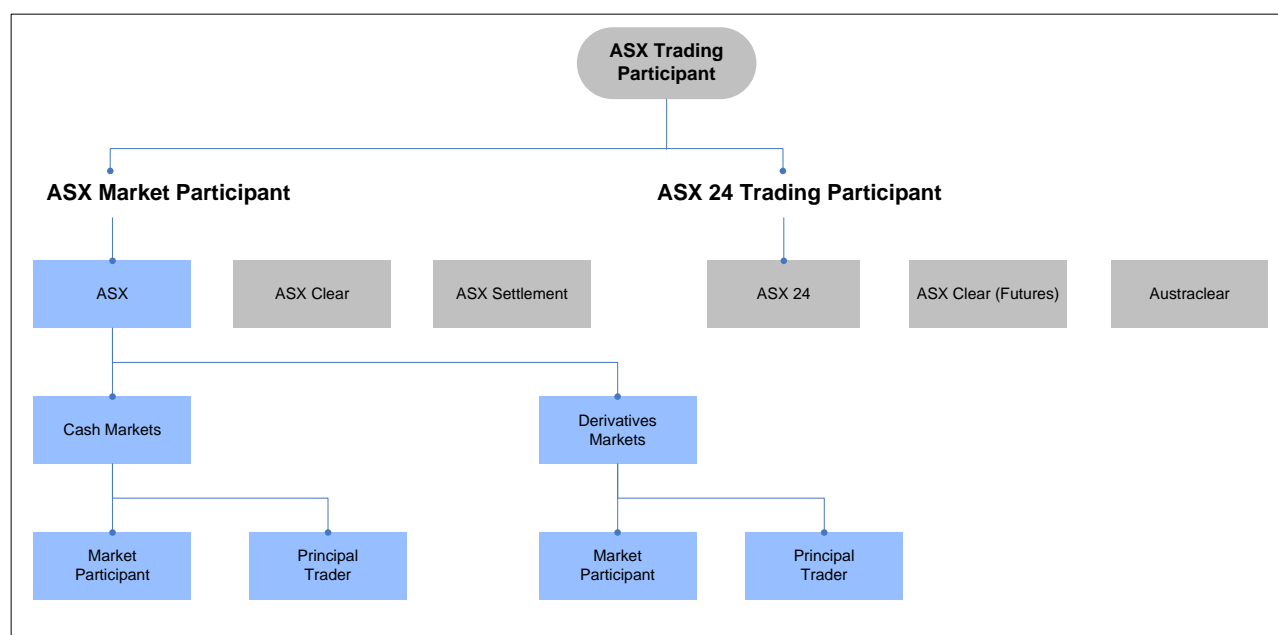 ASX Trading
Participant
ASX Market Participant
ASX 24 Trading Participant
ASX
ASX Clear
ASX Settlement
ASX 24
ASX Clear (Futures)
Austraclear
Cash Markets
Derivatives
Markets
Market
Participant
Principal
Trader
Market
Participant
Principal
Trader